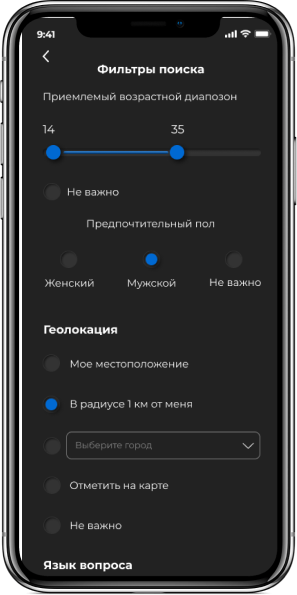 9:41
Фильтры поиска
Приемлемый возрастной диапозон
14 35
Не важно
Предпочтительный пол
Женский Мужской Не важно
Геолокация
Мое местоположение
В радиусе 1 км от меня
Выберите город
Отметить на карте
Не важно
Язык вопроса